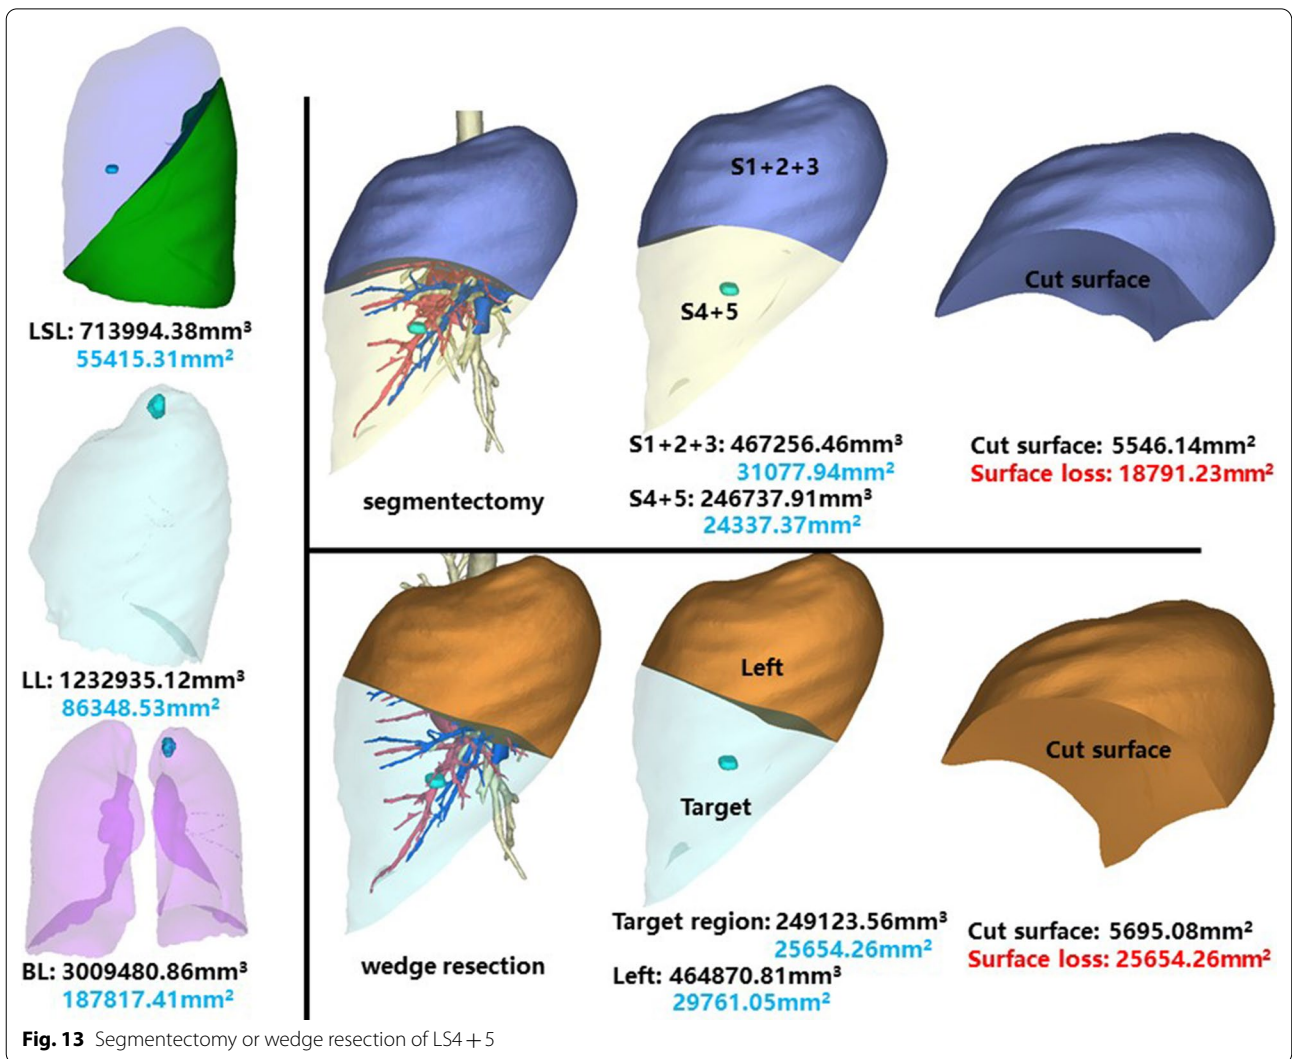 LSL: 713994.38mm³
55415.31mm²
LL: 1232935.12mm³
86348.53mm²
BL: 3009480.86mm³
187817.41mm²
S1+2+3
S4+5
Cut surface
segmentectomy
S1+2+3: 467256.46mm³
31077.94mm²
S4+5: 246737.91mm³
24337.37mm²
Cut surface: 5546.14mm²
Surface loss: 18791.23mm²
Left
Target
Cut surface
wedge resection
Target region: 249123.56mm³
25654.26mm²
Left: 464870.81mm³
29761.05mm²
Cut surface: 5695.08mm²
Surface loss: 25654.26mm²
Fig. 13 Segmentectomy or wedge resection of LS4 + 5